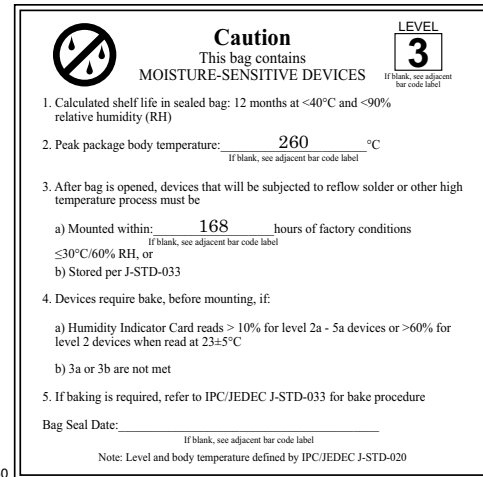 Caution
This bag contains
MOISTURE-SENSITIVE DEVICES
LEVEL
3
If blank, see adjacent
bar code label
1. Calculated shelf life in sealed bag: 12 months at <40°C and <90%
relative humidity (RH)
2. Peak package body temperature:_____260_____°C
If blank, see adjacent bar code label
3. After bag is opened, devices that will be subjected to reflow solder or other high
temperature process must be
a) Mounted within:_____168_____hours of factory conditions
If blank, see adjacent bar code label
≤30°C/60% RH, or
b) Stored per J-STD-033
4. Devices require bake, before mounting, if:
a) Humidity Indicator Card reads > 10% for level 2a - 5a devices or >60% for
level 2 devices when read at 23±5°C
b) 3a or 3b are not met
5. If baking is required, refer to IPC/JEDEC J-STD-033 for bake procedure
Bag Seal Date:_____
If blank, see adjacent bar code label
Note: Level and body temperature defined by IPC/JEDEC J-STD-020
0